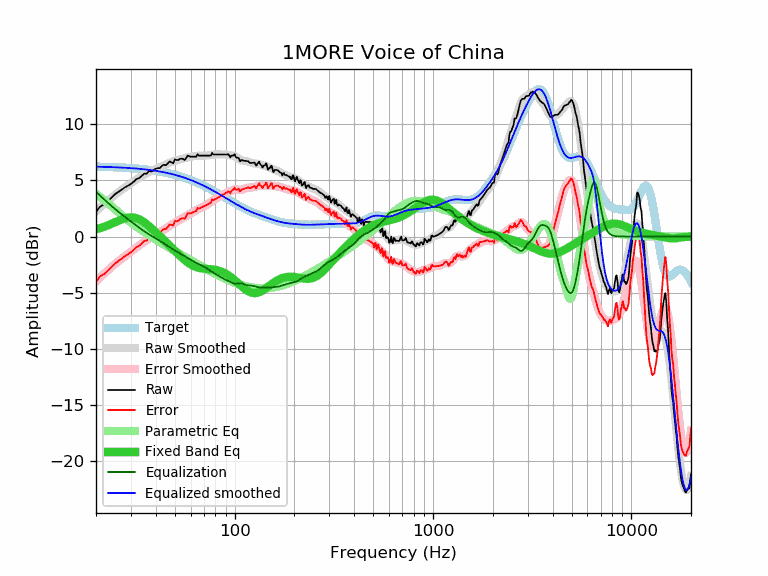 1MORE Voice of China
Amplitude (dBr)
10
5
0
−5
−10
−15
−20
Target
Raw Smoothed
Error Smoothed
Raw
Error
Parametric Eq
Fixed Band Eq
Equalization
Equalized smoothed
100
1000
10000
Frequency (Hz)